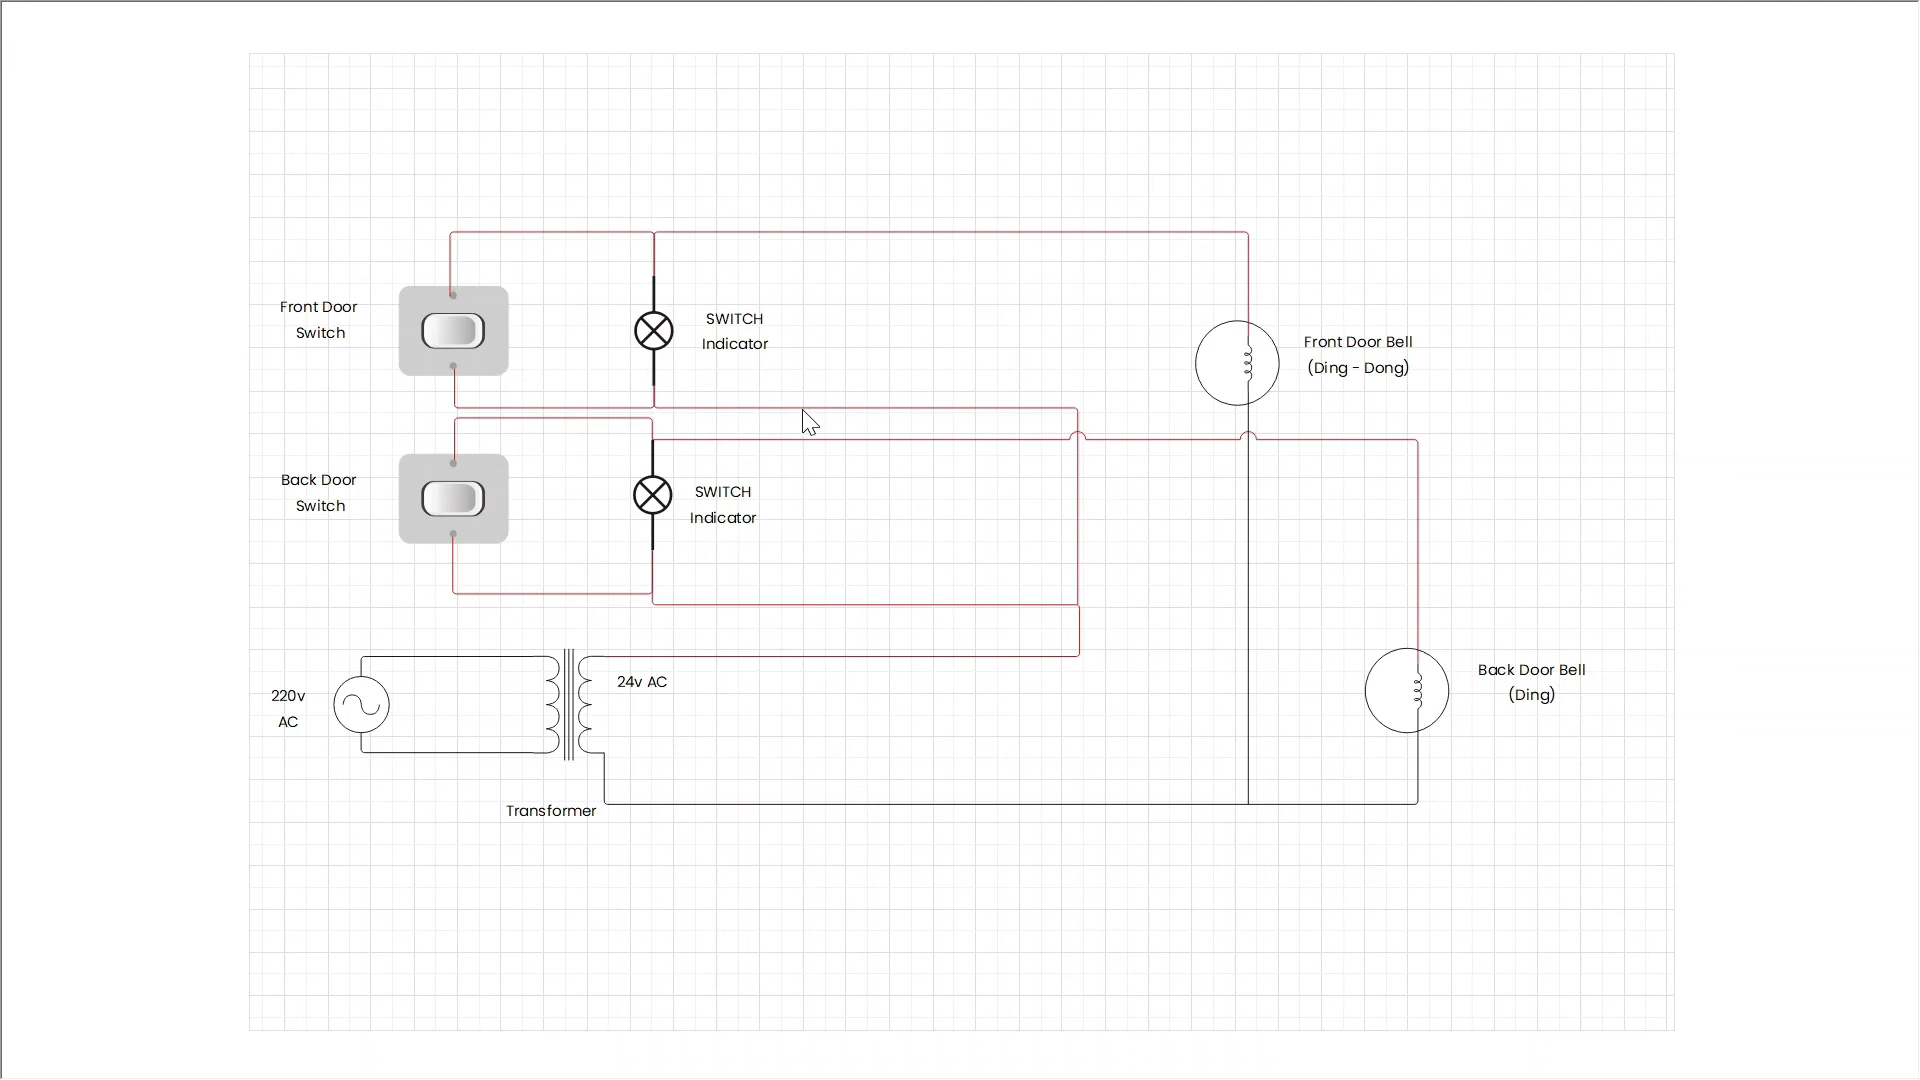 Front Door
Switch
SWITCH
Indicator
Front Door Bell
(Ding - Dong)
Back Door
Switch
SWITCH
Indicator
220v
AC
24v AC
Transformer
Back Door Bell
(Ding)